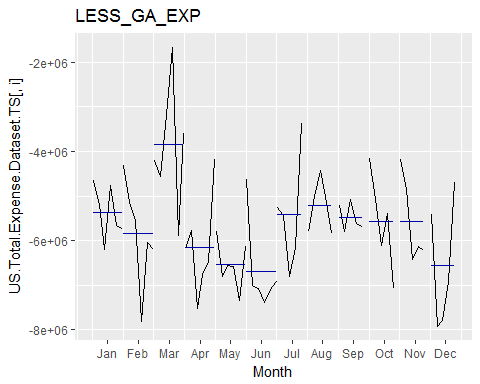 LESS_GA_EXP
US.Total.Expense.Dataset.TS[, i]
-2e+06
-4e+06
-6e+06
-8e+06
Jan Feb Mar Apr May Jun Jul Aug Sep Oct Nov Dec
Month